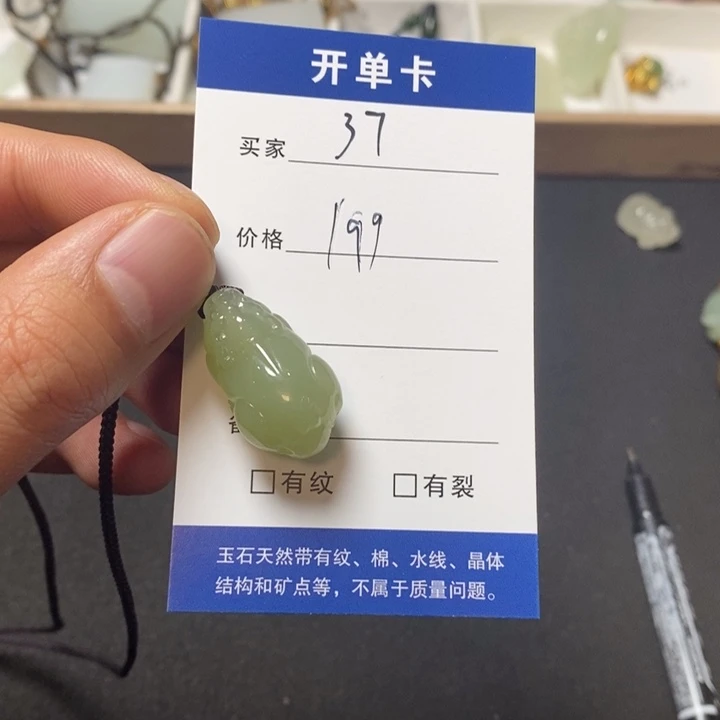 开单卡
买家 37
价格 199
有纹 有裂
玉石天然带有纹、棉、水线、晶体
结构和矿点等，不属于质量问题。